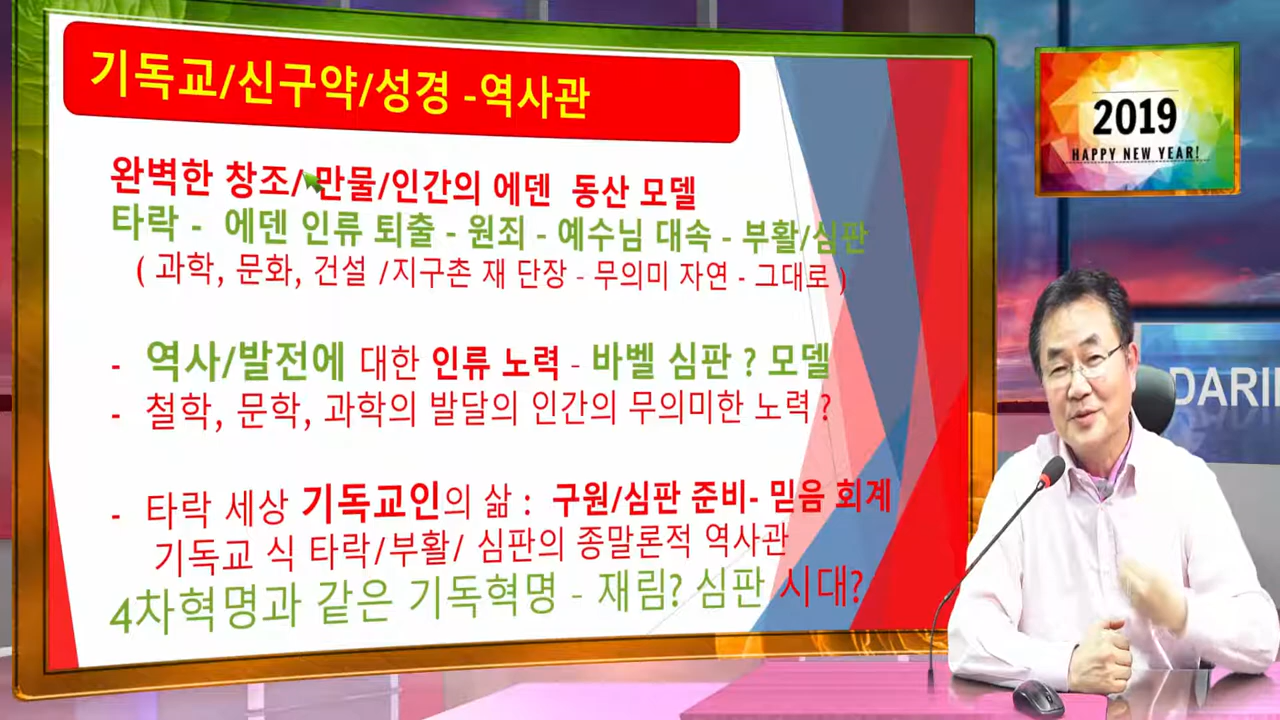 기독교/신구약/성경 -역사관
완벽한 창조/ 만물/인간의 에덴 동산 모델
타락 - 에덴 인류 퇴출 - 원죄 - 예수님 대속 - 부활/심판
( 과학, 문화, 건설 /지구촌 재 단장 - 무의미 자연 - 그대로 )
- 역사/발전에 대한 인류 노력 - 바벨 심판 ? 모델
- 철학, 문학, 과학의 발달의 인간의 무의미한 노력 ?
- 타락 세상 기독교인의 삶 : 구원/심판 준비- 믿음 회계
기독교 식 타락/부활/ 심판의 종말론적 역사관
4차혁명과 같은 기독혁명 - 재림? 심판 시대?
2019
HAPPY NEW YEAR!